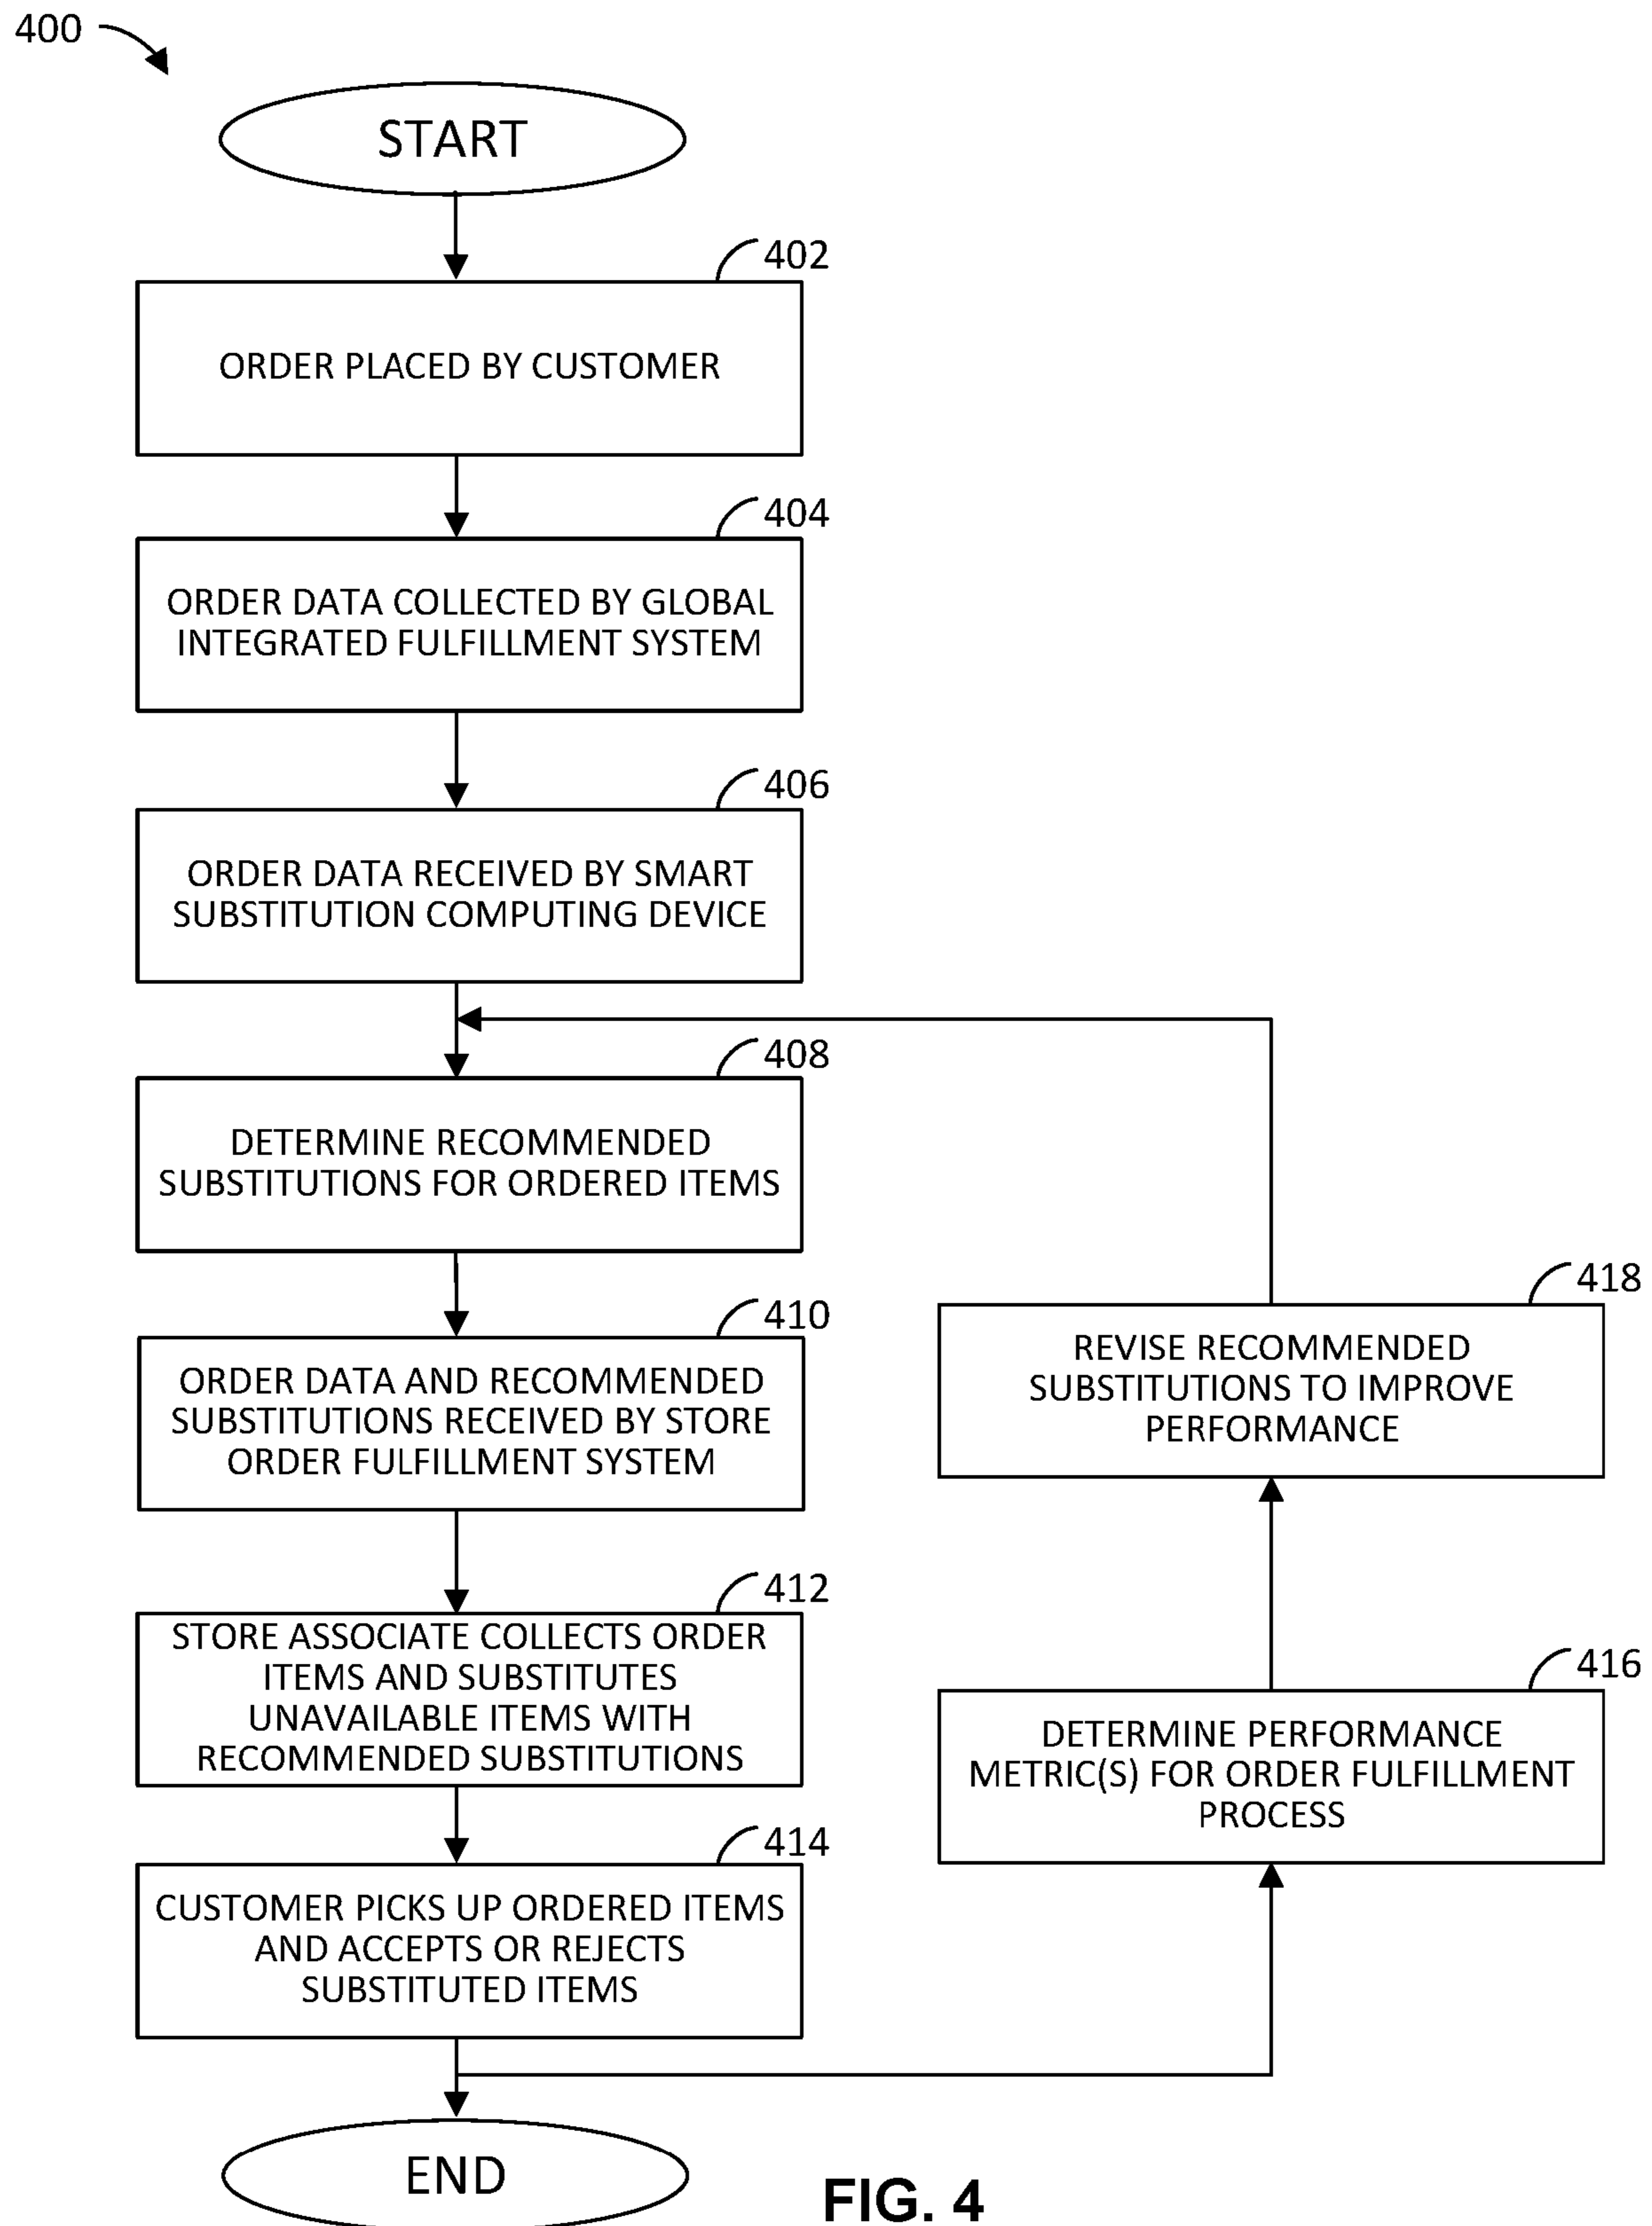 400
START
402
ORDER PLACED BY CUSTOMER
404
ORDER DATA COLLECTED BY GLOBAL
INTEGRATED FULFILLMENT SYSTEM
406
ORDER DATA RECEIVED BY SMART
SUBSTITUTION COMPUTING DEVICE
408
DETERMINE RECOMMENDED
SUBSTITUTIONS FOR ORDERED ITEMS
410
ORDER DATA AND RECOMMENDED
SUBSTITUTIONS RECEIVED BY STORE
ORDER FULFILLMENT SYSTEM
412
STORE ASSOCIATE COLLECTS ORDER
ITEMS AND SUBSTITUTES
UNAVAILABLE ITEMS WITH
RECOMMENDED SUBSTITUTIONS
414
CUSTOMER PICKS UP ORDERED ITEMS
AND ACCEPTS OR REJECTS
SUBSTITUTED ITEMS
418
REVISE RECOMMENDED
SUBSTITUTIONS TO IMPROVE
PERFORMANCE
416
DETERMINE PERFORMANCE
METRIC(S) FOR ORDER FULFILLMENT
PROCESS
END
FIG. 4